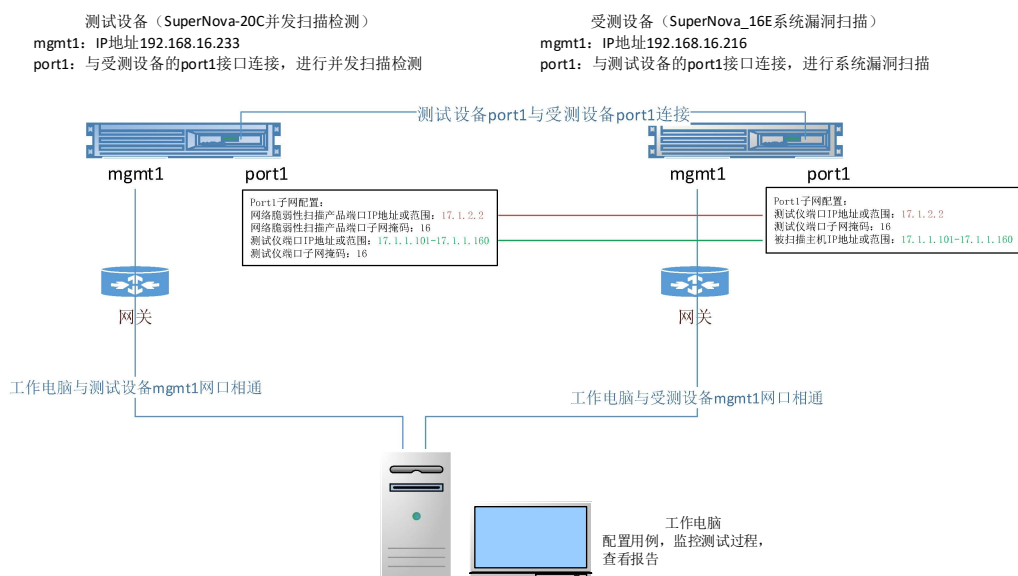 测试设备（SuperNova-20C并发扫描检测）
mgmt1：IP地址192.168.16.233
port1：与受测设备的port1接口连接，进行并发扫描检测
受测设备（SuperNova_16E系统漏洞扫描）
mgmt1：IP地址192.168.16.216
port1：与测试设备的port1接口连接，进行系统漏洞扫描
测试设备port1与受测设备port1连接
mgmt1
port1
mgmt1
port1
Port1子网配置：
网络脆弱性扫描产品端口IP地址或范围：17.1.2.2
网络脆弱性扫描产品端口子网掩码：16
测试仪端口IP地址或范围：17.1.1.101-17.1.1.160
测试仪端口子网掩码：16
Port1子网配置：
测试仪端口IP地址或范围：17.1.2.2
测试仪端口子网掩码：16
被扫描主机IP地址或范围：17.1.1.101-17.1.1.160
网关
网关
工作电脑与测试设备mgmt1网口相通
工作电脑与受测设备mgmt1网口相通
工作电脑
配置用例，监控测试过程，
查看报告